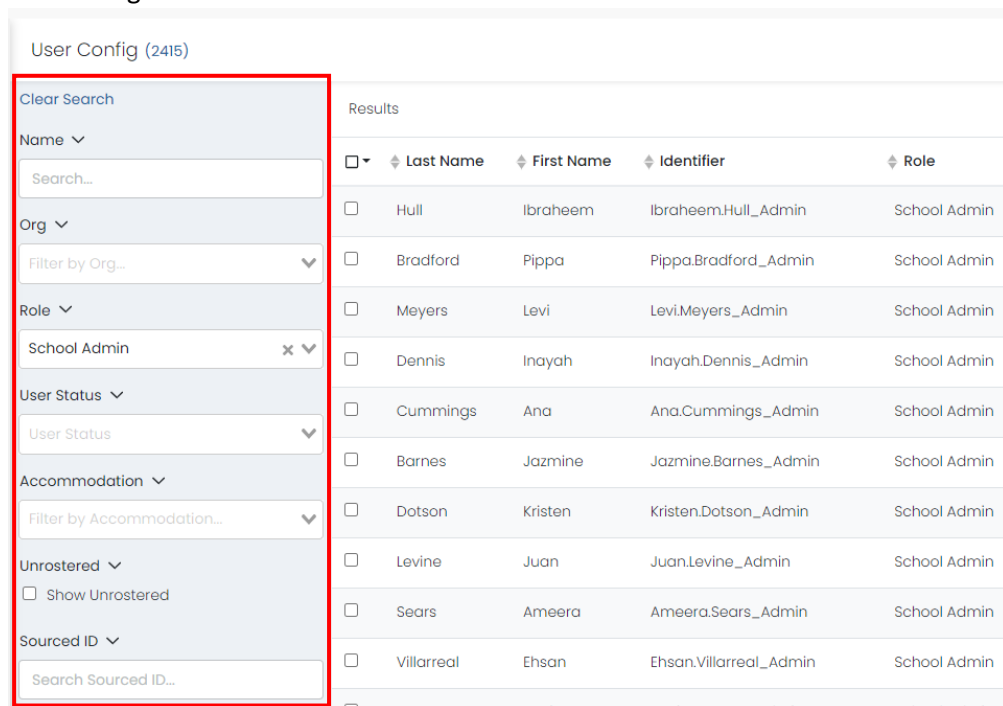 User Config (2415)
Clear Search
Name
Search...
Org
Filter by Org...
Role
School Admin
User Status
User Status
Accommodation
Filter by Accommodation...
Unrostered
Show Unrostered
Sourced ID
Search Sourced ID...
Results
Last Name First Name Identifier Role
Hull Ibraheem Ibraheem.Hull_Admin School Admin
Bradford Pippa Pippa.Bradford_Admin School Admin
Meyers Levi Levi.Meyers_Admin School Admin
Dennis Inayah Inayah.Dennis_Admin School Admin
Cummings Ana Ana.Cummings_Admin School Admin
Barnes Jazmine Jazmine.Barnes_Admin School Admin
Dotson Kristen Kristen.Dotson_Admin School Admin
Levine Juan Juan.Levine_Admin School Admin
Sears Ameera Ameera.Sears_Admin School Admin
Villarreal Ehsan Ehsan.Villarreal_Admin School Admin